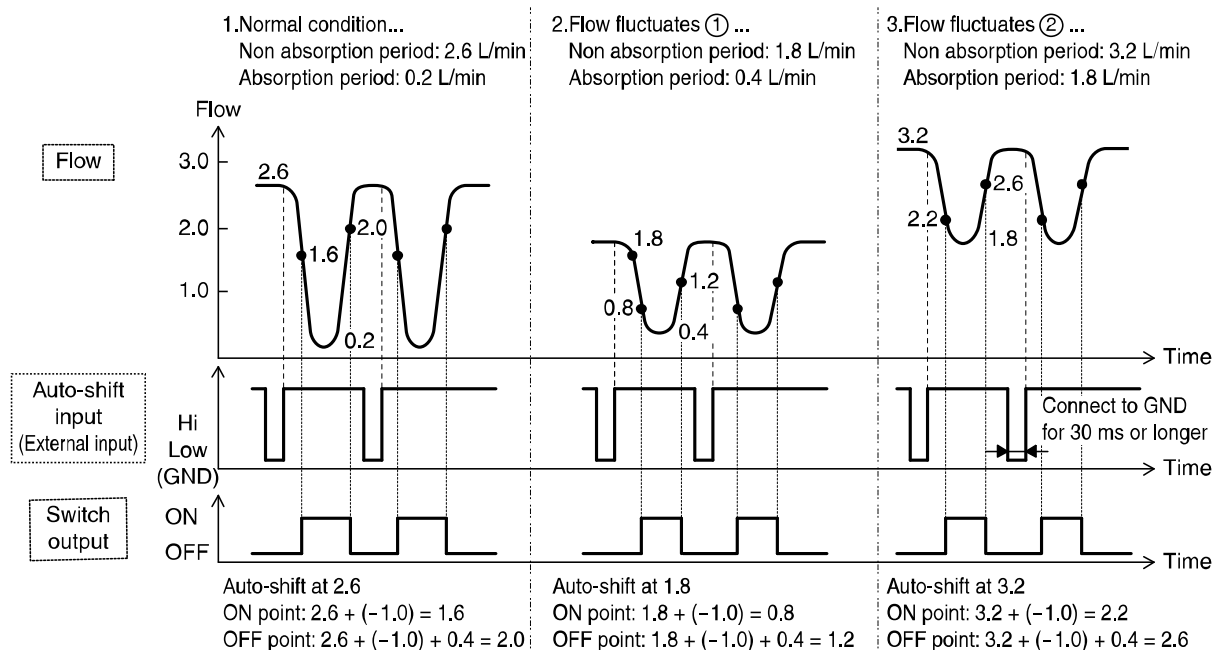 1.Normal condition...
Non absorption period: 2.6 L/min
Absorption period: 0.2 L/min
2.Flow fluctuates ① ...
Non absorption period: 1.8 L/min
Absorption period: 0.4 L/min
3.Flow fluctuates ② ...
Non absorption period: 3.2 L/min
Absorption period: 1.8 L/min
Flow
Flow
3.0
2.0
1.0
2.6
1.6
2.0
0.2
1.8
0.8
1.2
0.4
3.2
2.2
2.6
1.8
Time
Auto-shift
input
(External input)
Hi
Low
(GND)
Connect to GND
for 30 ms or longer
Time
Switch
output
ON
OFF
Time
Auto-shift at 2.6
ON point: 2.6 + (−1.0) = 1.6
OFF point: 2.6 + (−1.0) + 0.4 = 2.0
Auto-shift at 1.8
ON point: 1.8 + (−1.0) = 0.8
OFF point: 1.8 + (−1.0) + 0.4 = 1.2
Auto-shift at 3.2
ON point: 3.2 + (−1.0) = 2.2
OFF point: 3.2 + (−1.0) + 0.4 = 2.6